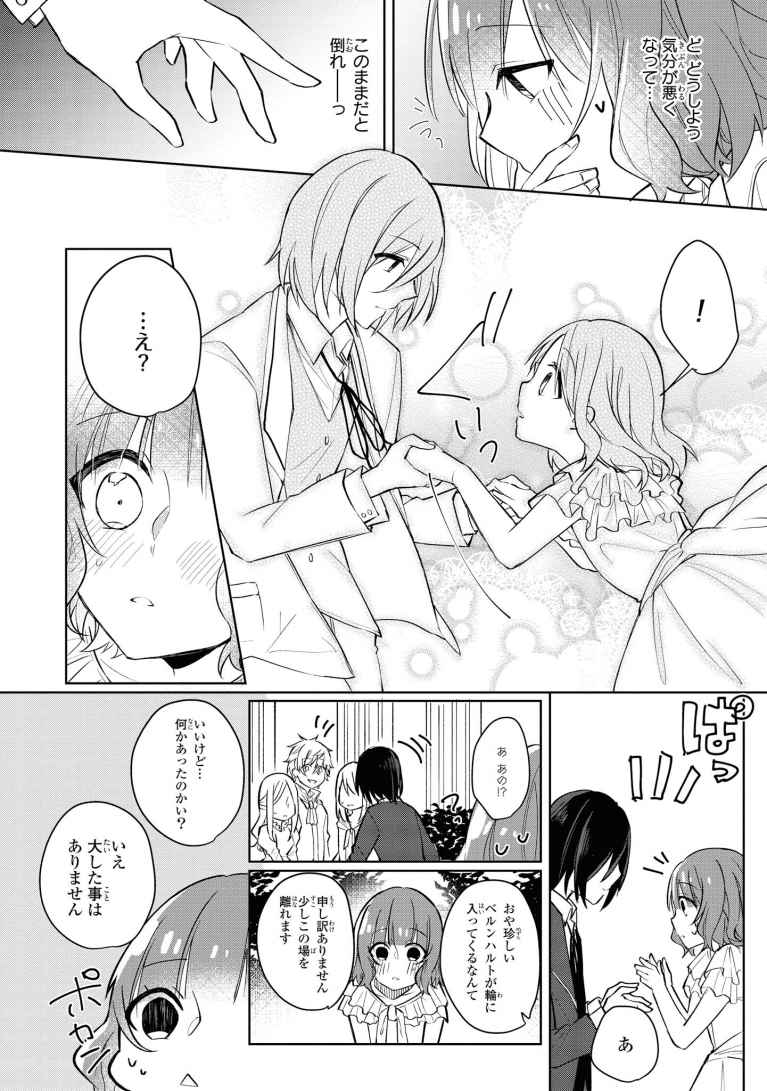 ど どうしよう
気分が悪く
なって…
このままだと
倒れ――っ
！
ぐいっ
…え？
ぱっ
あ
あ あの!?
おや珍しい
ベルンハルトが輪に
入ってくるなんて
申し訳ありません
少しこの場を
離れます
いいけど…
何かあったのかい？
いえ
大した事は
ありません
ポカン